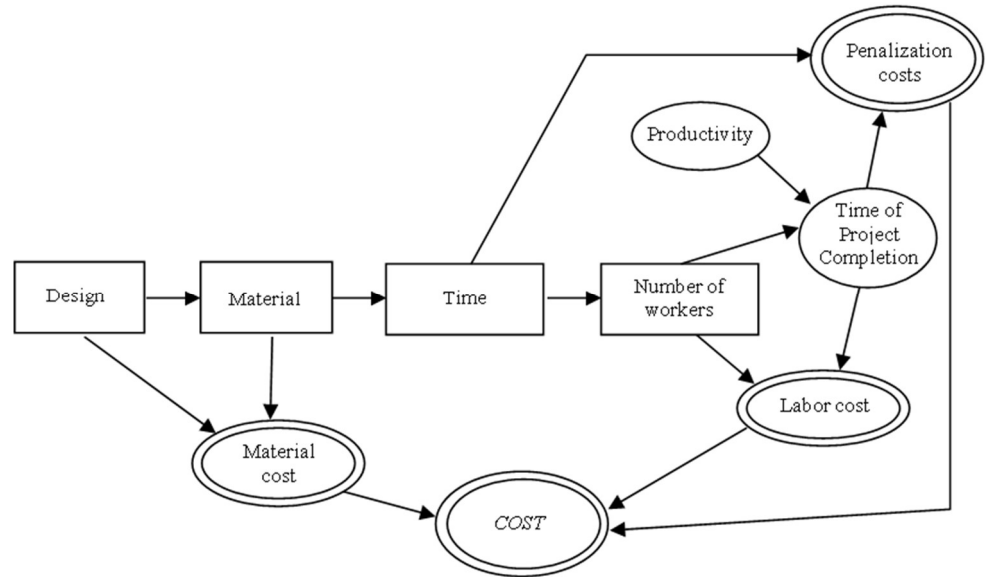 Penalization
costs
Productivity
Time of
Project
Completion
Design
Material
Time
Number of
workers
Labor cost
Material
cost
COST